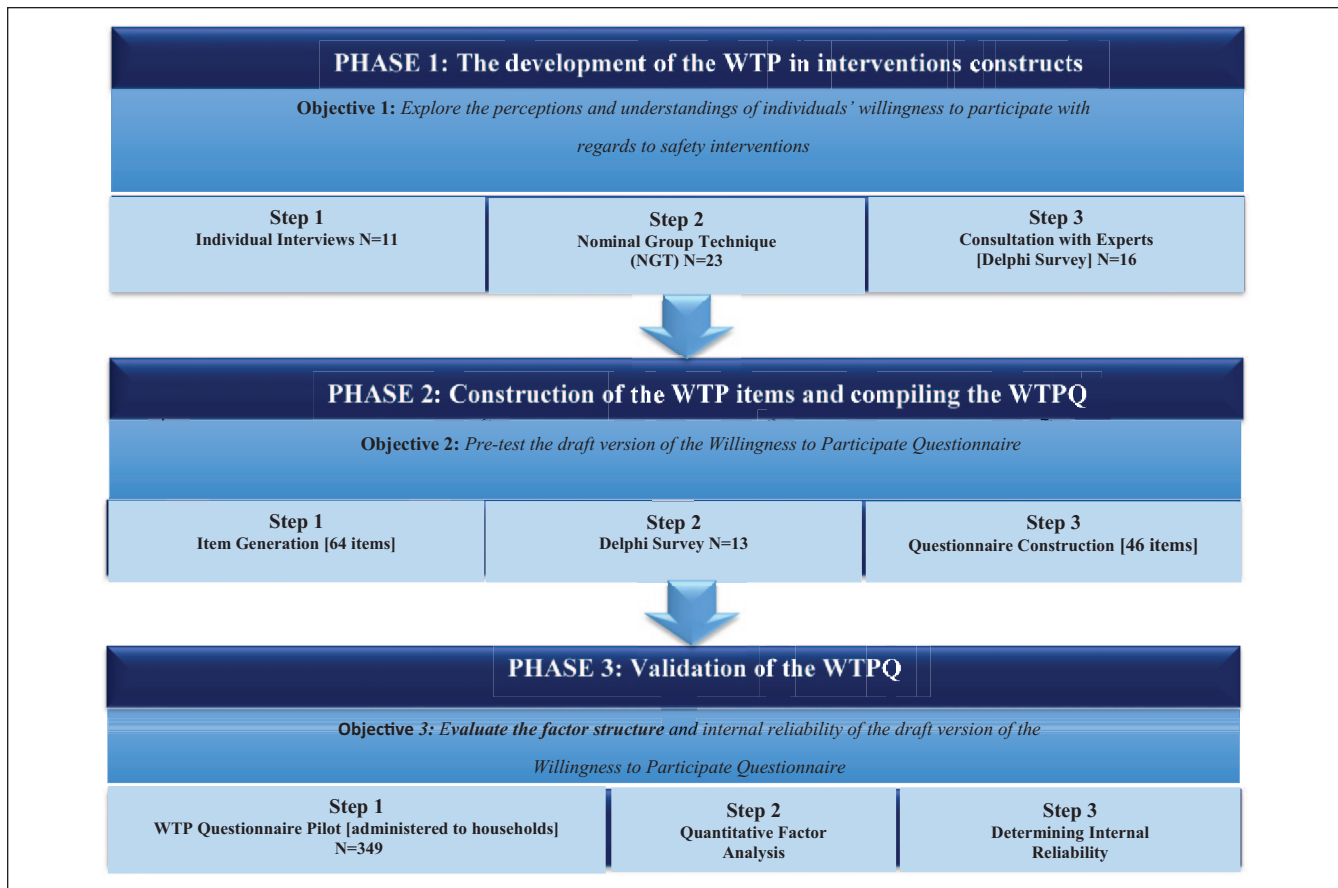 PHASE 1: The development of the WTP in interventions constructs
Objective 1: Explore the perceptions and understandings of individuals' willingness to participate with
regards to safety interventions
Step 1
Individual Interviews N=11
Step 2
Nominal Group Technique
(NGT) N=23
Step 3
Consultation with Experts
[Delphi Survey] N=16
PHASE 2: Construction of the WTP items and compiling the WTPQ
Objective 2: Pre-test the draft version of the Willingness to Participate Questionnaire
Step 1
Item Generation [64 items]
Step 2
Delphi Survey N=13
Step 3
Questionnaire Construction [46 items]
PHASE 3: Validation of the WTPQ
Objective 3: Evaluate the factor structure and internal reliability of the draft version of the
Willingness to Participate Questionnaire
Step 1
WTP Questionnaire Pilot [administered to households]
N=349
Step 2
Quantitative Factor
Analysis
Step 3
Determining Internal
Reliability